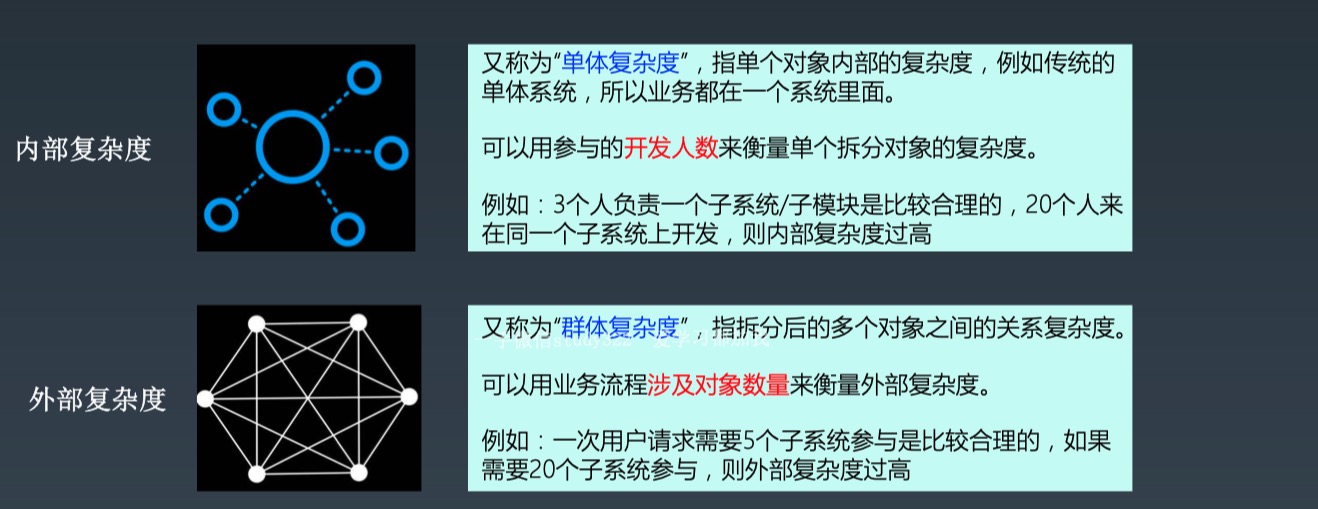 内部复杂度
又称为“单体复杂度”，指单个对象内部的复杂度，例如传统的
单体系统，所以业务都在一个系统里面。
可以用参与的开发人数来衡量单个拆分对象的复杂度。
例如：3个人负责一个子系统/子模块是比较合理的，20个人来
在同一个子系统上开发，则内部复杂度过高
外部复杂度
又称为“群体复杂度”，指拆分后的多个对象之间的关系复杂度。
可以用业务流程涉及对象数量来衡量外部复杂度。
例如：一次用户请求需要5个子系统参与是比较合理的，如果
需要20个子系统参与，则外部复杂度过高